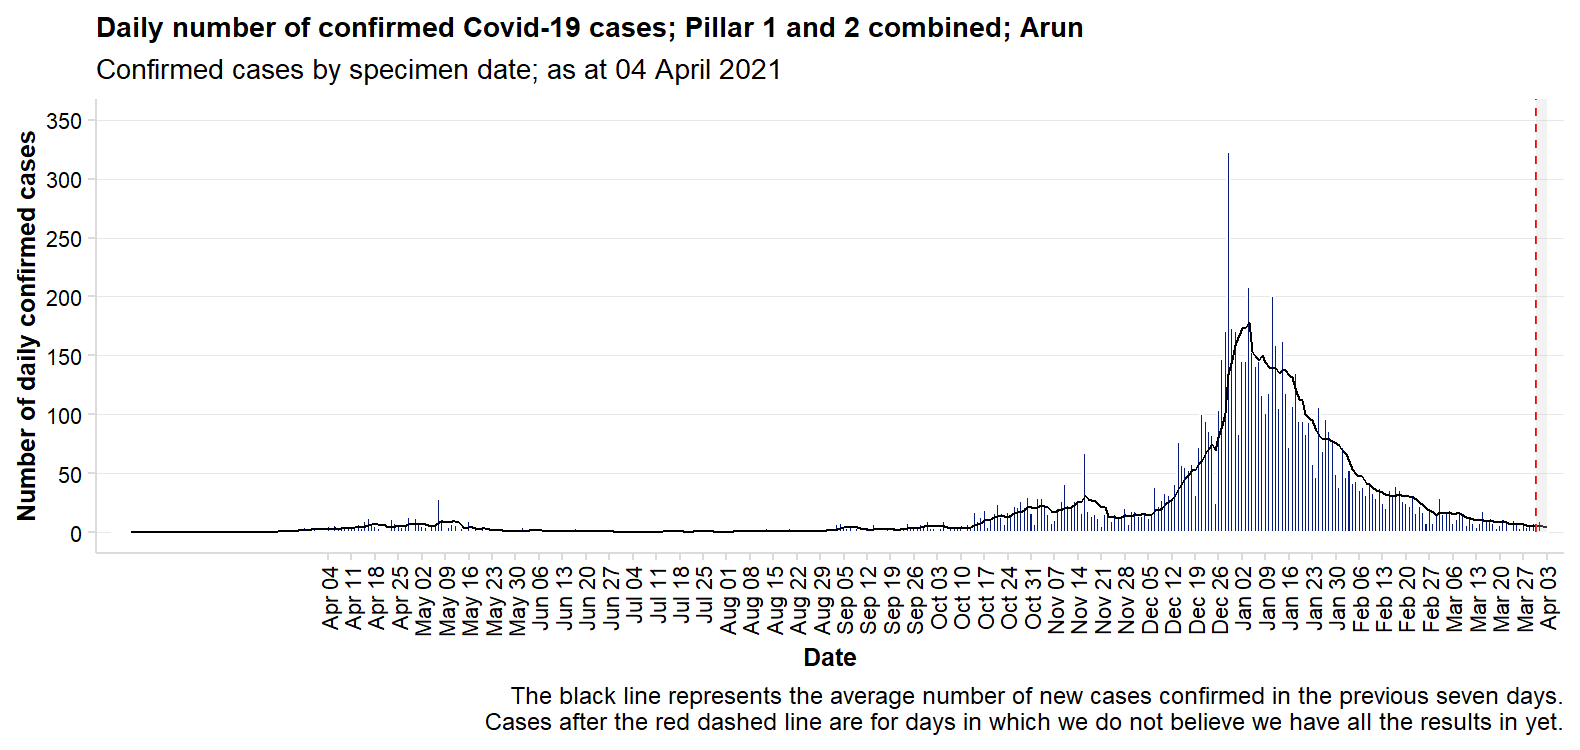 Daily number of confirmed Covid-19 cases; Pillar 1 and 2 combined; Arun
Confirmed cases by specimen date; as at 04 April 2021
Number of daily confirmed cases
350
300
250
200
150
100
50
0
Apr 04
Apr 11
Apr 18
Apr 25
May 02
May 09
May 16
May 23
May 30
Jun 06
Jun 13
Jun 20
Jun 27
Jul 04
Jul 11
Jul 18
Jul 25
Aug 01
Aug 08
Aug 15
Aug 22
Aug 29
Sep 05
Sep 12
Sep 19
Sep 26
Oct 03
Oct 10
Oct 17
Oct 24
Oct 31
Nov 07
Nov 14
Nov 21
Nov 28
Dec 05
Dec 12
Dec 19
Dec 26
Jan 02
Jan 09
Jan 16
Jan 23
Jan 30
Feb 06
Feb 13
Feb 20
Feb 27
Mar 06
Mar 13
Mar 20
Mar 27
Apr 03
Date
The black line represents the average number of new cases confirmed in the previous seven days.
Cases after the red dashed line are for days in which we do not believe we have all the results in yet.